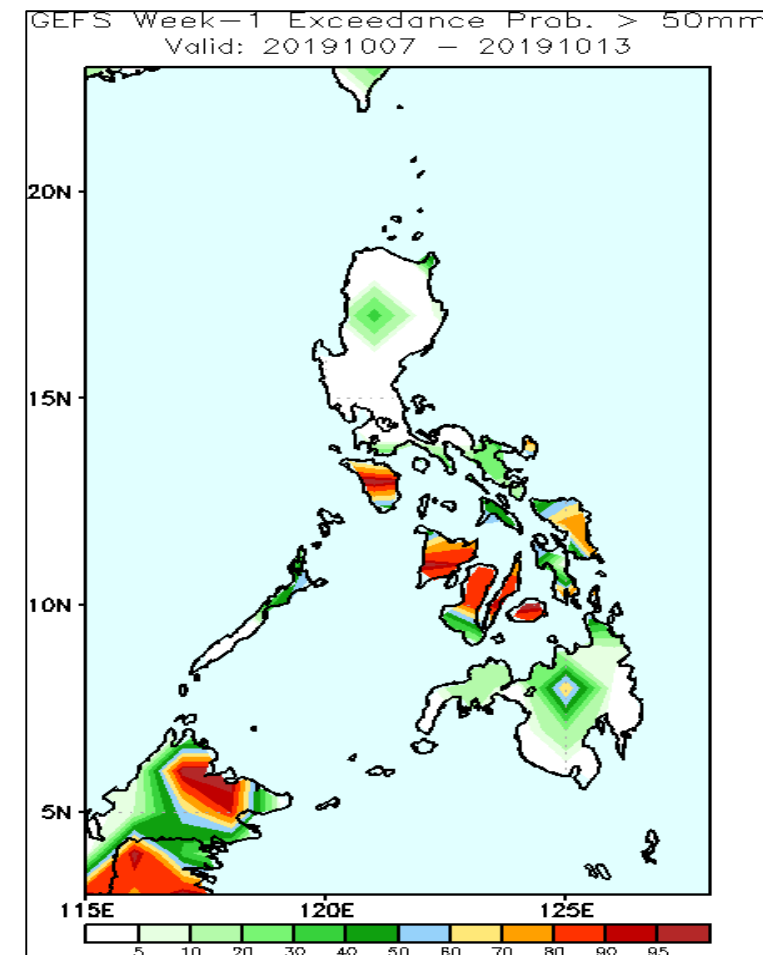 GEFS Week-1 Exceedance Prob. > 50mm
Valid: 20191007 - 20191013
20N
15N
10N
5N
115E 120E 125E
5 10 20 30 40 50 60 70 80 90 95